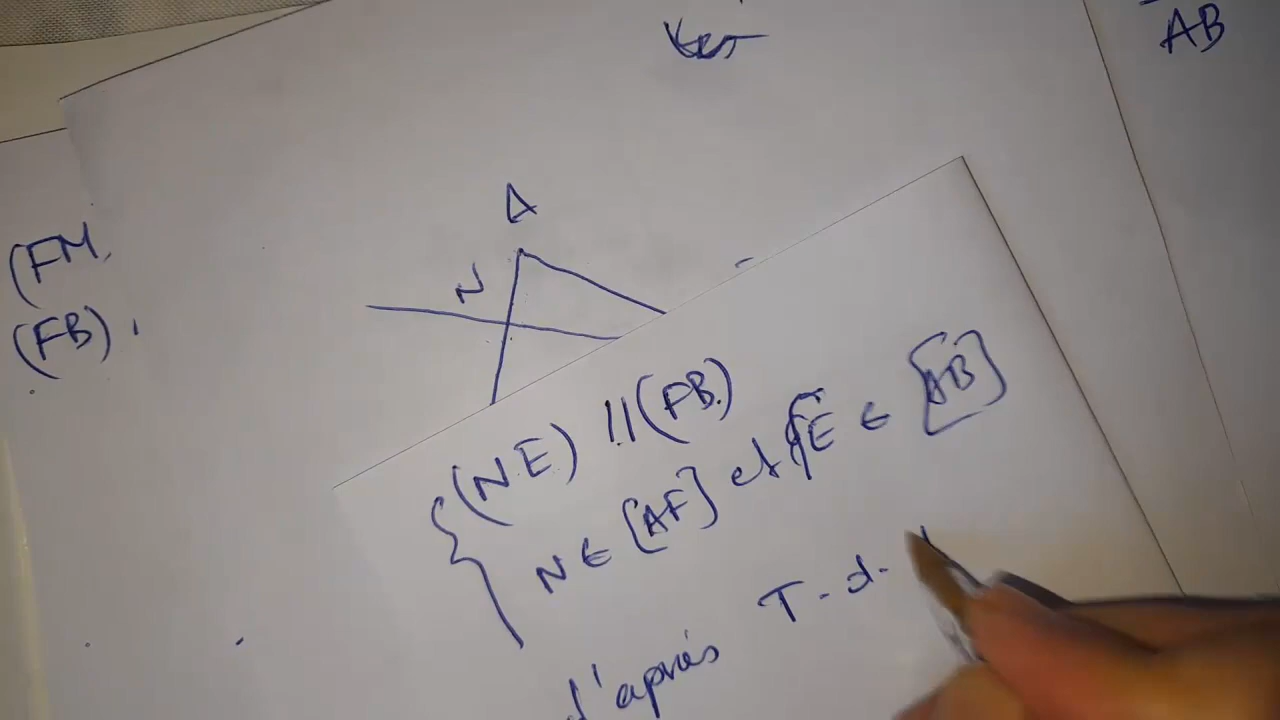 AB
A
N
(FM,
(FB).
(NE) //(FB)
N ∈ [AF] et E ∈ [AB]
d'après T.d.